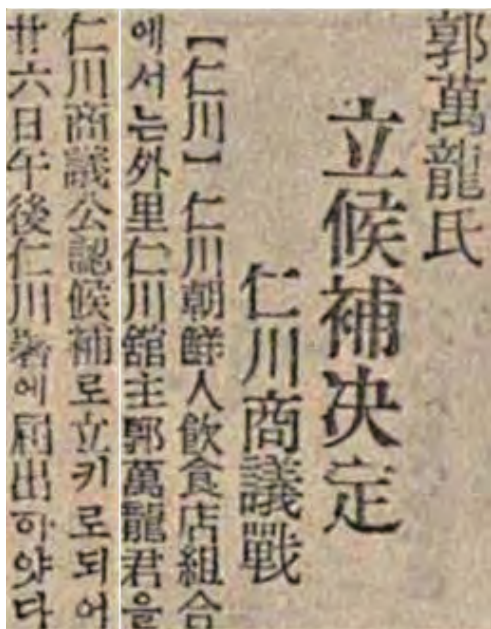 郭萬龍氏
立候補決定
仁川商議戰
【仁川】仁川朝鮮人飮食店組合
에서는外里仁川舘主郭萬龍君을
仁川商議公認候補로立키로되어
廿六日午後仁川署에屆出하얏다